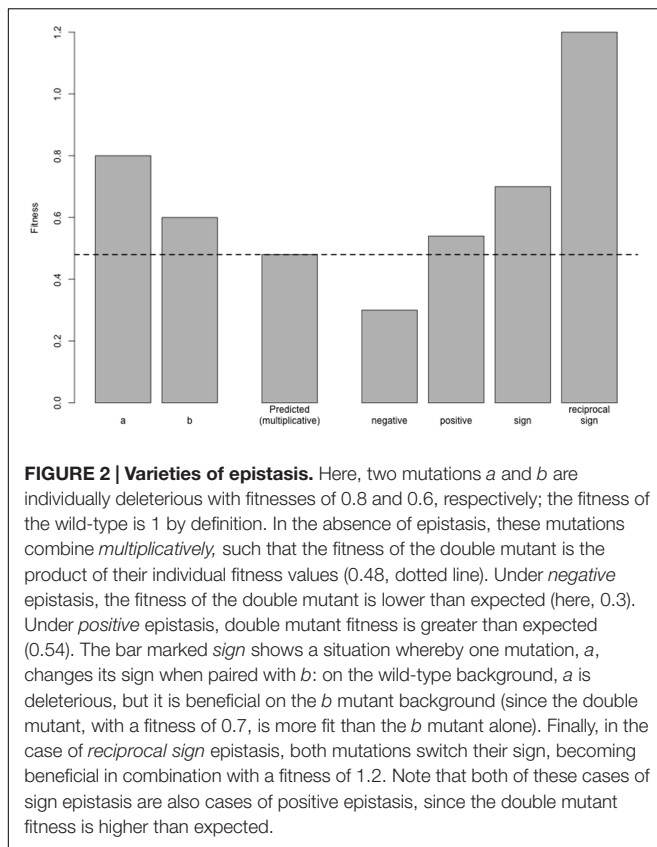 1.2
1.0
0.8
0.6
0.4
0.2
0.0
Fitness
a
b
Predicted
(multiplicative)
negative
positive
sign
reciprocal
sign
FIGURE 2 | Varieties of epistasis. Here, two mutations a and b are
individually deleterious with fitnesses of 0.8 and 0.6, respectively; the fitness of
the wild-type is 1 by definition. In the absence of epistasis, these mutations
combine multiplicatively, such that the fitness of the double mutant is the
product of their individual fitness values (0.48, dotted line). Under negative
epistasis, the fitness of the double mutant is lower than expected (here, 0.3).
Under positive epistasis, double mutant fitness is greater than expected
(0.54). The bar marked sign shows a situation whereby one mutation, a,
changes its sign when paired with b: on the wild-type background, a is
deleterious, but it is beneficial on the b mutant background (since the double
mutant, with a fitness of 0.7, is more fit than the b mutant alone). Finally, in the
case of reciprocal sign epistasis, both mutations switch their sign, becoming
beneficial in combination with a fitness of 1.2. Note that both of these cases of
sign epistasis are also cases of positive epistasis, since the double mutant
fitness is higher than expected.